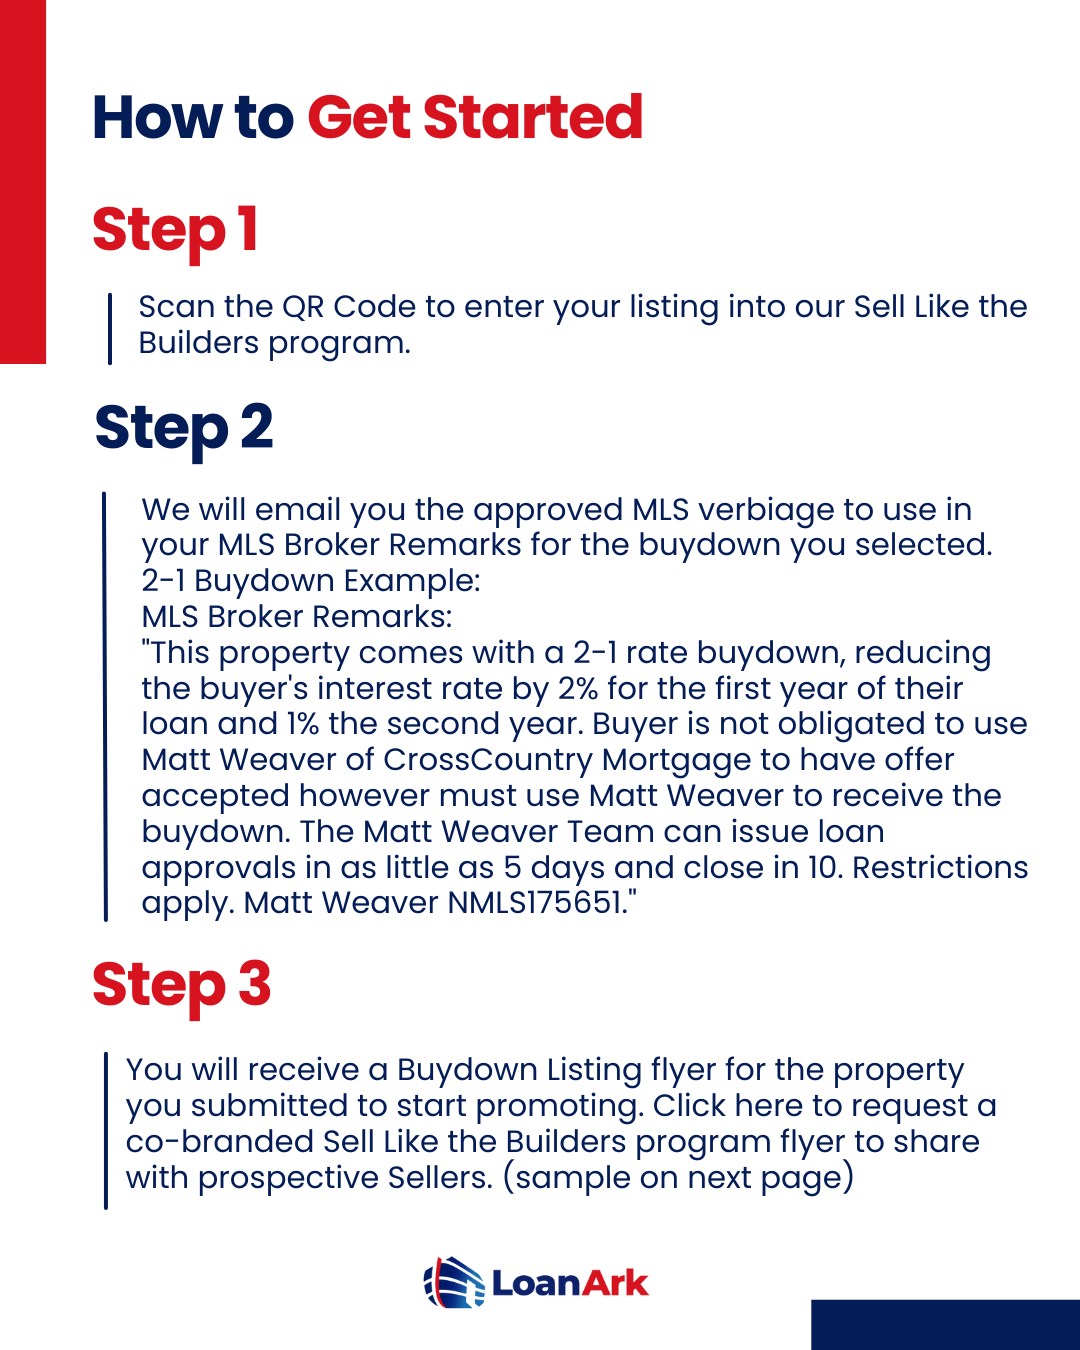 How to Get Started
Step 1
Scan the QR Code to enter your listing into our Sell Like the
Builders program.
Step 2
We will email you the approved MLS verbiage to use in
your MLS Broker Remarks for the buydown you selected.
2-1 Buydown Example:
MLS Broker Remarks:
"This property comes with a 2-1 rate buydown, reducing
the buyer's interest rate by 2% for the first year of their
loan and 1% the second year. Buyer is not obligated to use
Matt Weaver of CrossCountry Mortgage to have offer
accepted however must use Matt Weaver to receive the
buydown. The Matt Weaver Team can issue loan
approvals in as little as 5 days and close in 10. Restrictions
apply. Matt Weaver NMLS175651."
Step 3
You will receive a Buydown Listing flyer for the property
you submitted to start promoting. Click here to request a
co-branded Sell Like the Builders program flyer to share
with prospective Sellers. (sample on next page)
LoanArk